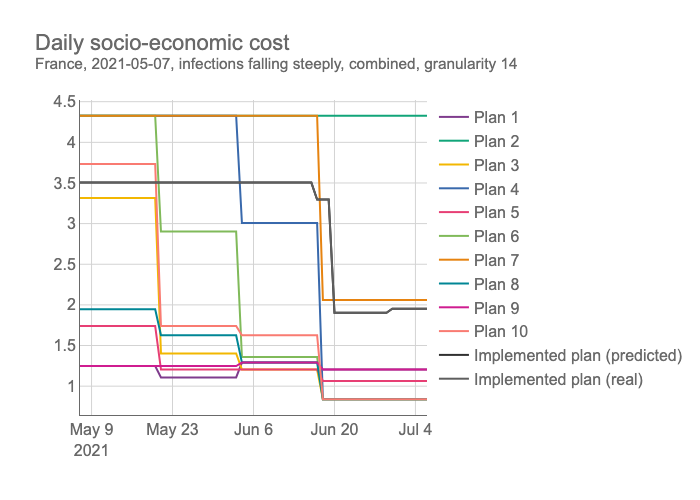 Daily socio-economic cost
France, 2021-05-07, infections falling steeply, combined, granularity 14
4.5
4
3.5
3
2.5
2
1.5
1
May 9
2021
May 23
Jun 6
Jun 20
Jul 4
Plan 1
Plan 2
Plan 3
Plan 4
Plan 5
Plan 6
Plan 7
Plan 8
Plan 9
Plan 10
Implemented plan (predicted)
Implemented plan (real)